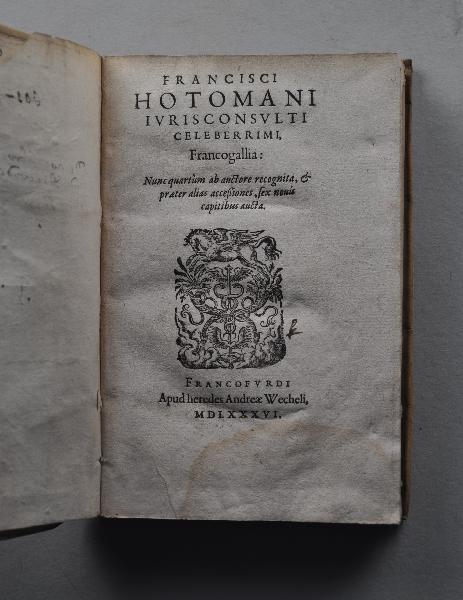 FRANCISCI
HOTOMANI
IVRISCONSVLTI
CELEBERRIMI,
Francogallia:
Nunc quartùm ab auctore recognita, &
præter alias acceßiones, sex nouis
capitibus aucta.
FRANCOFVRDI
Apud heredes Andreæ Wecheli,
MDLXXXVI.